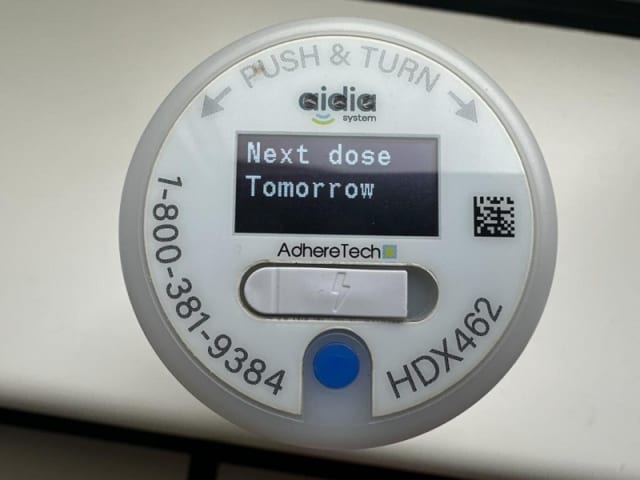 PUSH & TURN
aidia
system
Next dose
Tomorrow
AdhereTech
1-800-381-9384
HDX462